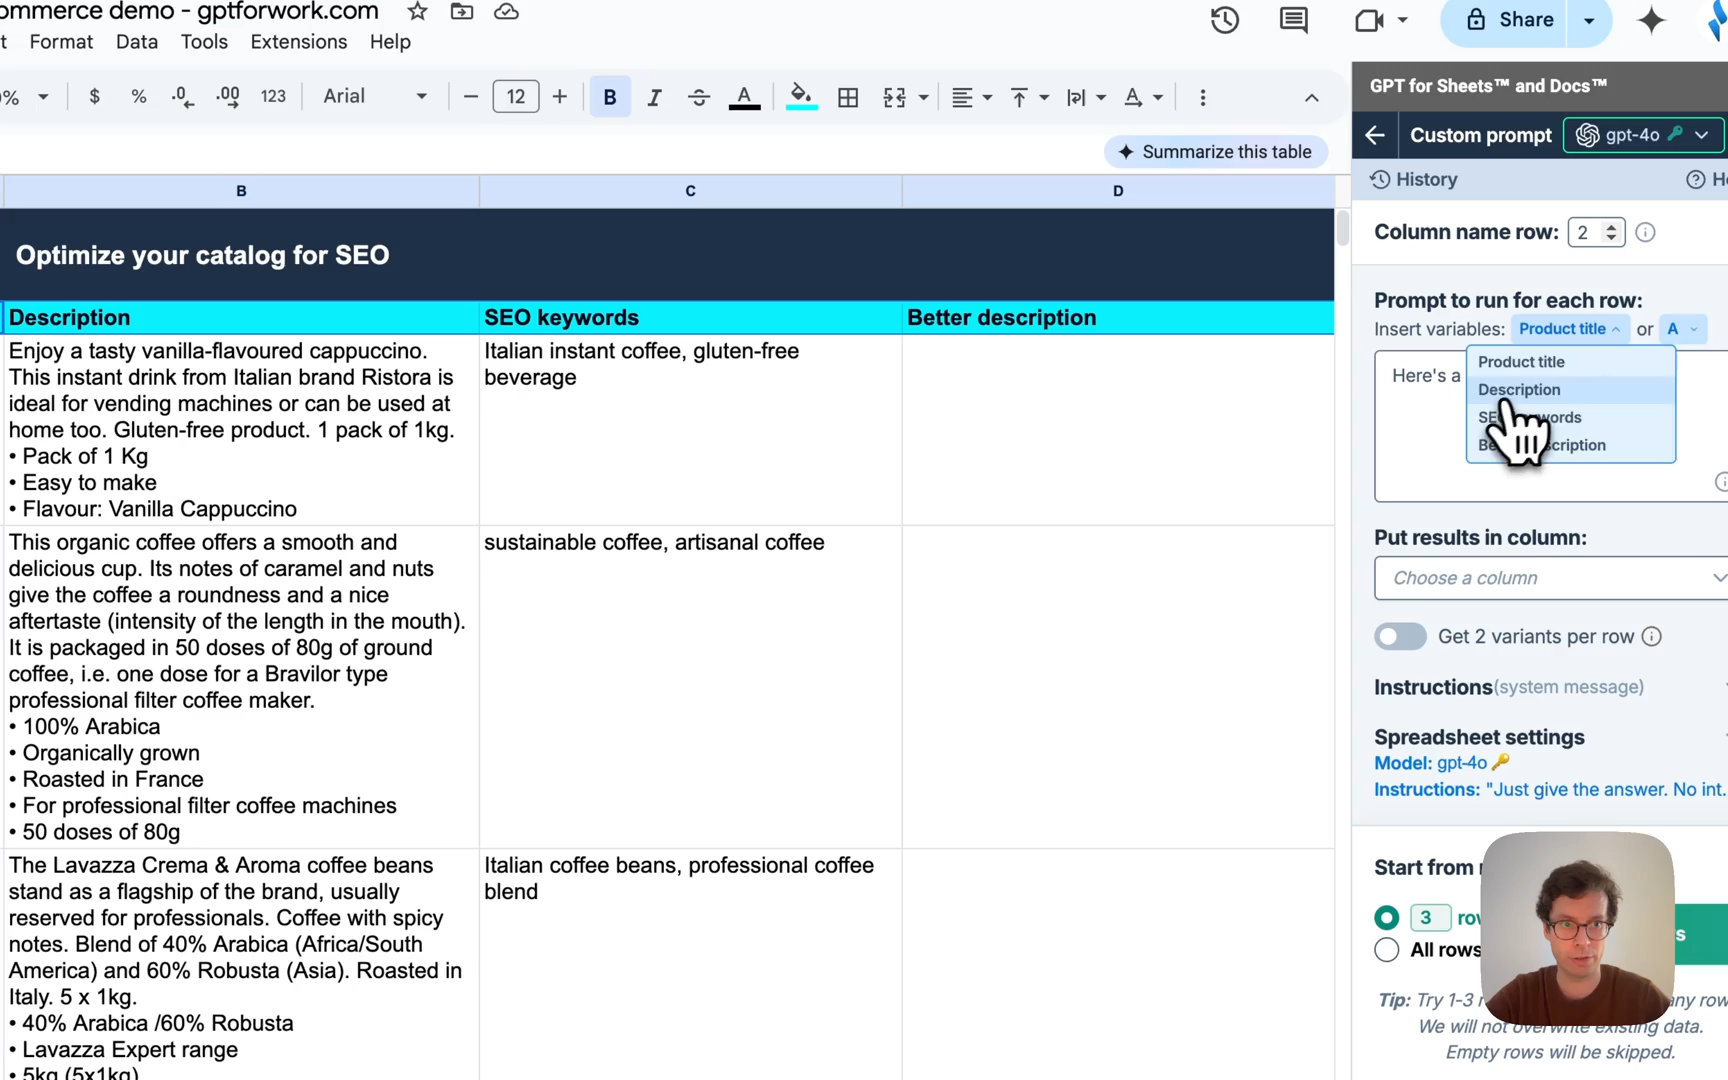 ommerce demo - gptforwork.com
t Format Data Tools Extensions Help
Share
% $ % .0 .00 123 Arial − 12 + B I S A A
Summarize this table
GPT for Sheets™ and Docs™
Custom prompt gpt-4o
History
Column name row: 2
Prompt to run for each row:
Insert variables: Product title or A
Here's a
Product title
Description
B C D
Optimize your catalog for SEO
Description SEO keywords Better description
Enjoy a tasty vanilla-flavoured cappuccino.
This instant drink from Italian brand Ristora is
ideal for vending machines or can be used at
home too. Gluten-free product. 1 pack of 1kg.
• Pack of 1 Kg
• Easy to make
• Flavour: Vanilla Cappuccino
Italian instant coffee, gluten-free
beverage
This organic coffee offers a smooth and
delicious cup. Its notes of caramel and nuts
give the coffee a roundness and a nice
aftertaste (intensity of the length in the mouth).
It is packaged in 50 doses of 80g of ground
coffee, i.e. one dose for a Bravilor type
professional filter coffee maker.
• 100% Arabica
• Organically grown
• Roasted in France
• For professional filter coffee machines
• 50 doses of 80g
sustainable coffee, artisanal coffee
The Lavazza Crema & Aroma coffee beans
stand as a flagship of the brand, usually
reserved for professionals. Coffee with spicy
notes. Blend of 40% Arabica (Africa/South
America) and 60% Robusta (Asia). Roasted in
Italy. 5 x 1kg.
• 40% Arabica /60% Robusta
• Lavazza Expert range
• 5kg (5x1kg)
Italian coffee beans, professional coffee
blend
Put results in column:
Choose a column
Get 2 variants per row
Instructions(system message)
Spreadsheet settings
Model: gpt-4o
Instructions: "Just give the answer. No int.
Start from
3
All rows
Tip: Try 1-3 any row
We will not overwrite existing data.
Empty rows will be skipped.